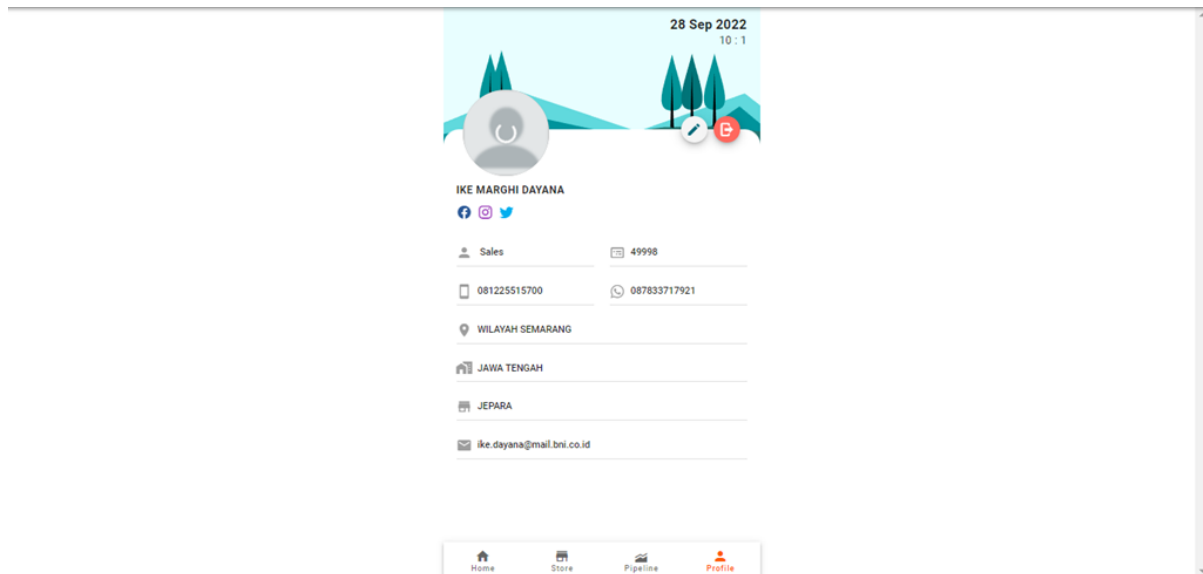 28 Sep 2022
10 : 1
IKE MARGHI DAYANA
Sales
49998
081225515700
087833717921
WILAYAH SEMARANG
JAWA TENGAH
JEPARA
ike.dayana@mail.bni.co.id
Home
Store
Pipeline
Profile